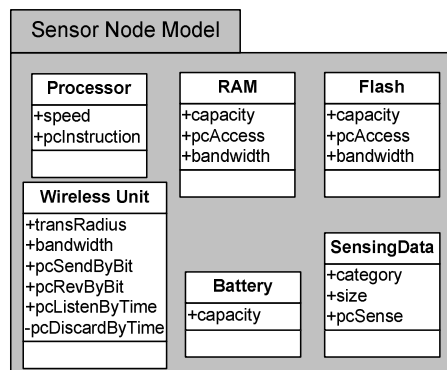 Sensor Node Model
Processor
+speed
+pcInstruction
RAM
+capacity
+pcAccess
+bandwidth
Flash
+capacity
+pcAccess
+bandwidth
Wireless Unit
+transRadius
+bandwidth
+pcSendByBit
+pcRevByBit
+pcListenByTime
-pcDiscardByTime
Battery
+capacity
SensingData
+category
+size
+pcSense